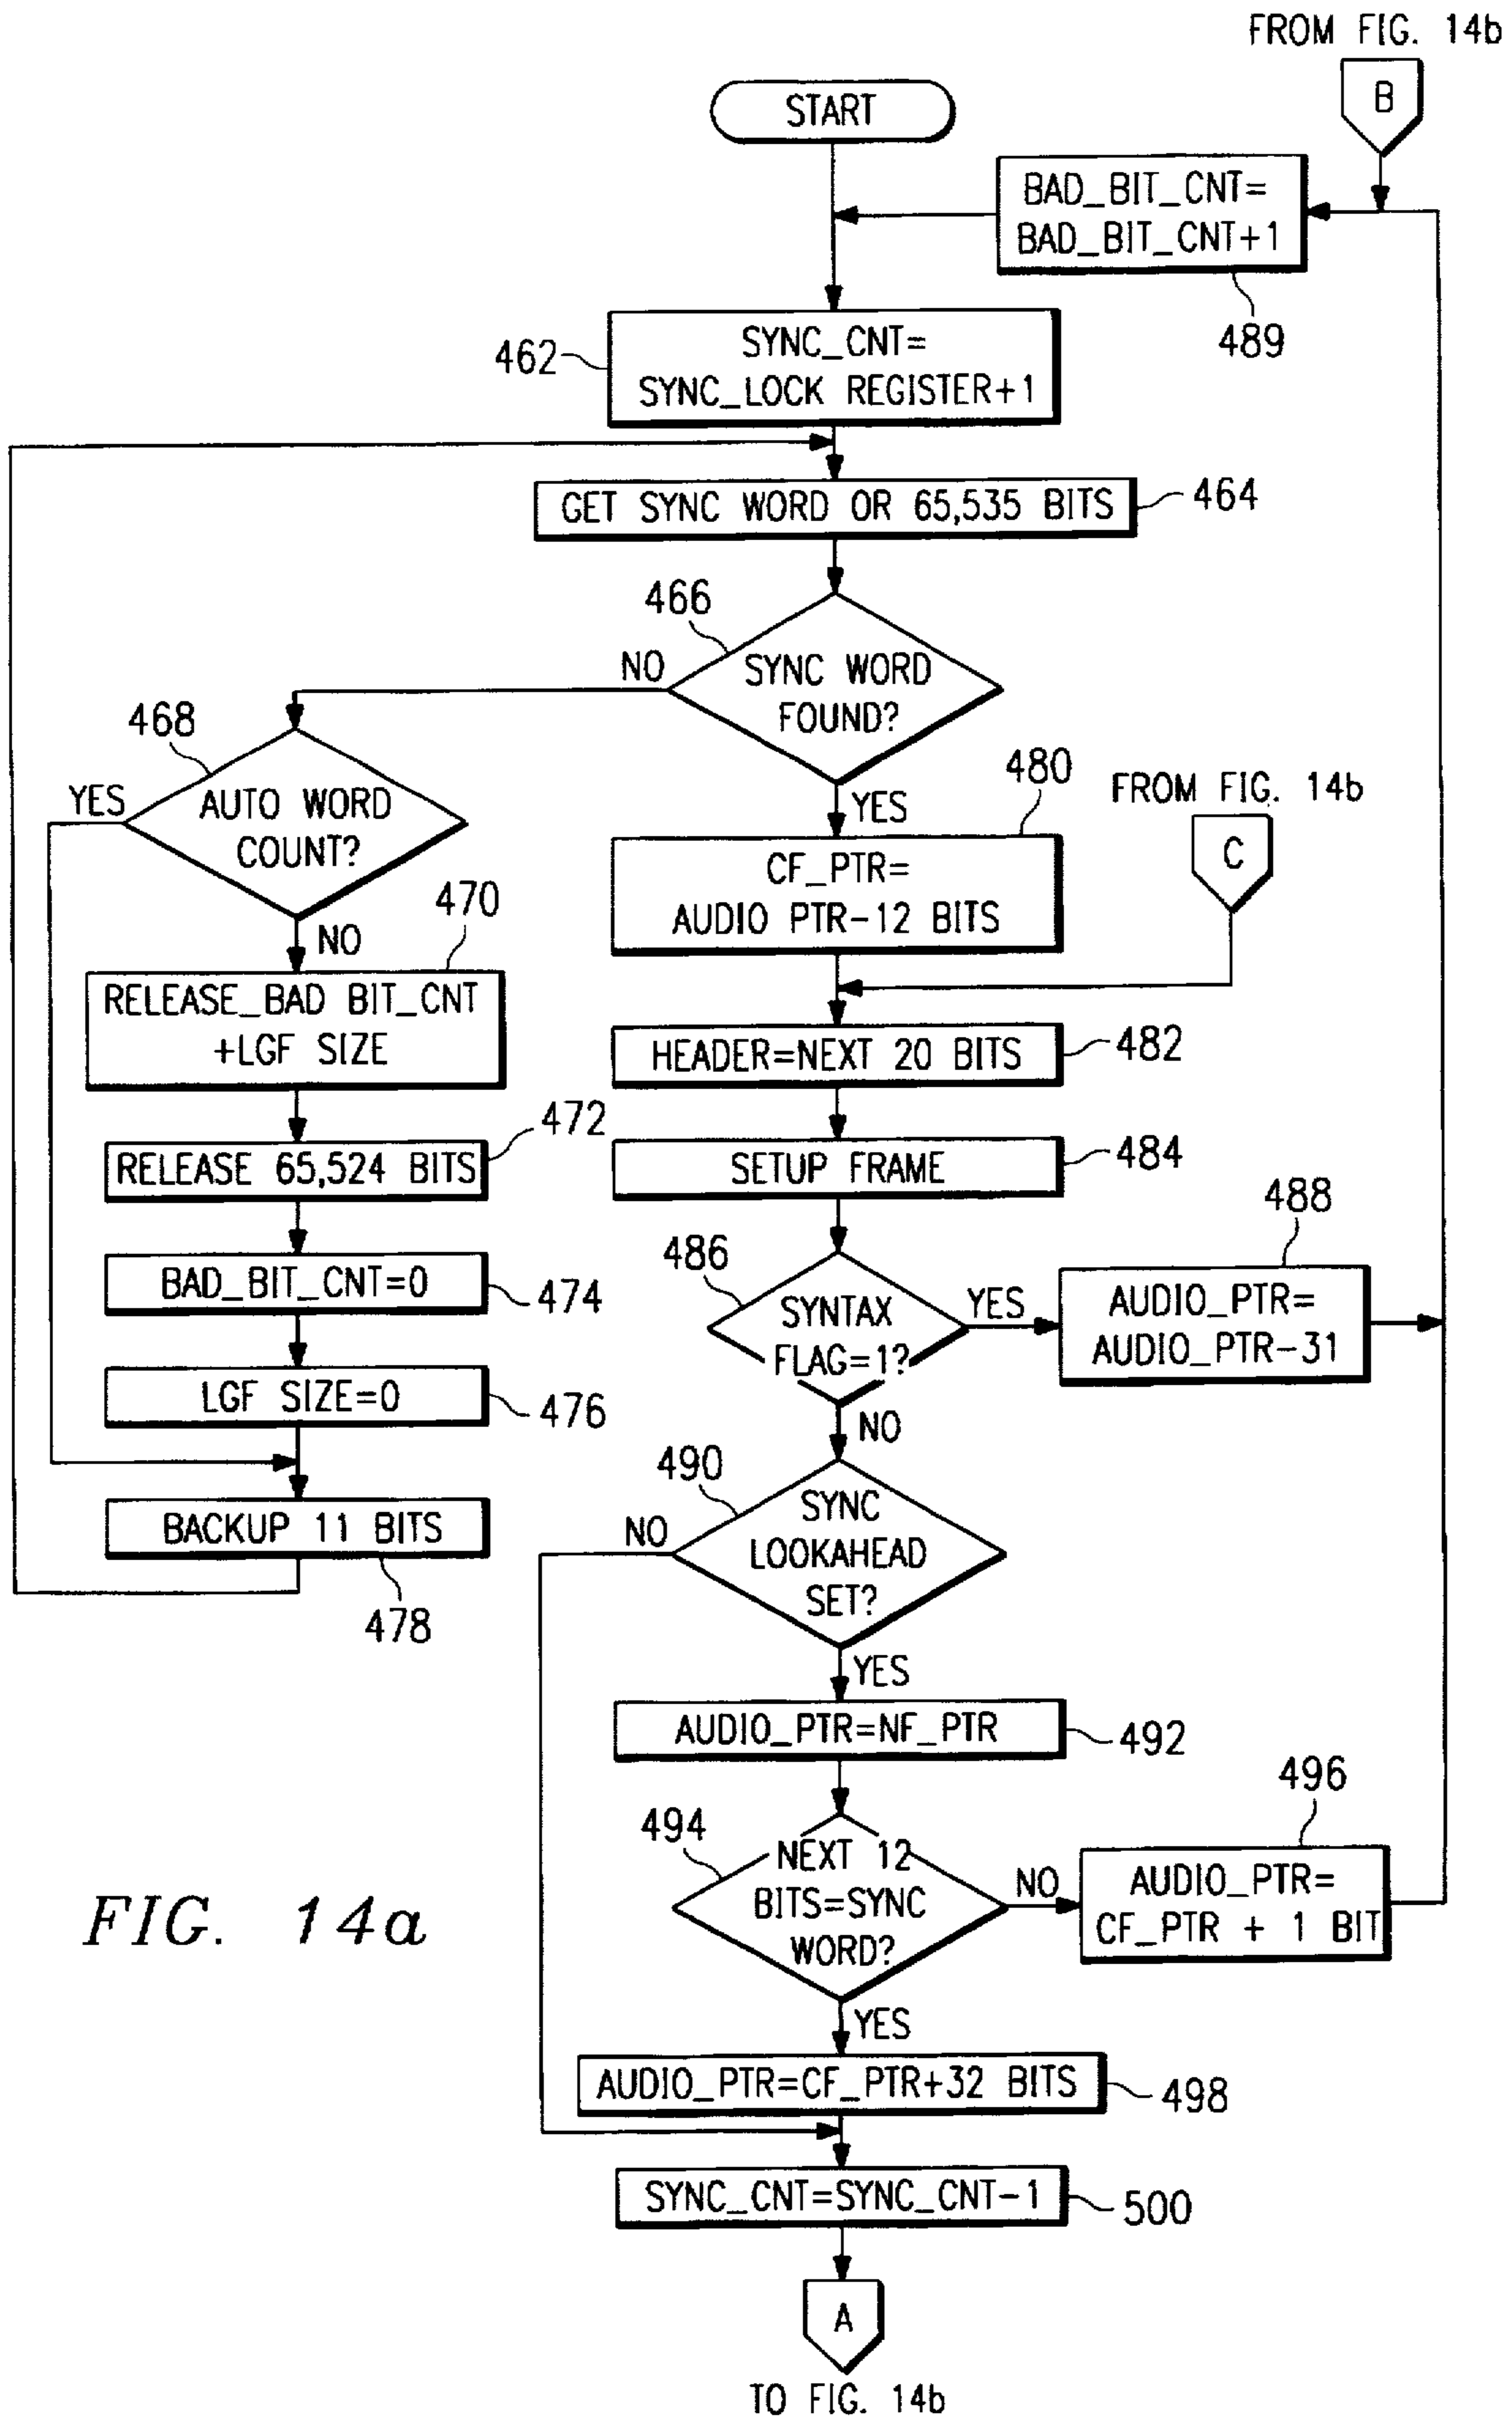 FROM FIG. 14b
B
START
BAD_BIT_CNT=
BAD_BIT_CNT+1
489
462
SYNC_CNT=
SYNC_LOCK REGISTER+1
GET SYNC WORD OR 65,535 BITS
464
466
NO
SYNC WORD
FOUND?
468
YES
AUTO WORD
COUNT?
YES
480
FROM FIG. 14b
C
CF_PTR=
AUDIO PTR-12 BITS
470
NO
RELEASE_BAD BIT_CNT
+LGF SIZE
HEADER=NEXT 20 BITS
482
472
RELEASE 65,524 BITS
SETUP FRAME
484
BAD_BIT_CNT=0
474
486
SYNTAX
FLAG=1?
YES
488
AUDIO_PTR=
AUDIO_PTR-31
LGF SIZE=0
476
NO
BACKUP 11 BITS
478
490
NO
SYNC
LOOKAHEAD
SET?
YES
AUDIO_PTR=NF_PTR
492
494
NEXT 12
BITS=SYNC
WORD?
NO
496
AUDIO_PTR=
CF_PTR + 1 BIT
FIG. 14a
YES
AUDIO_PTR=CF_PTR+32 BITS
498
SYNC_CNT=SYNC_CNT-1
500
A
TO FIG. 14b